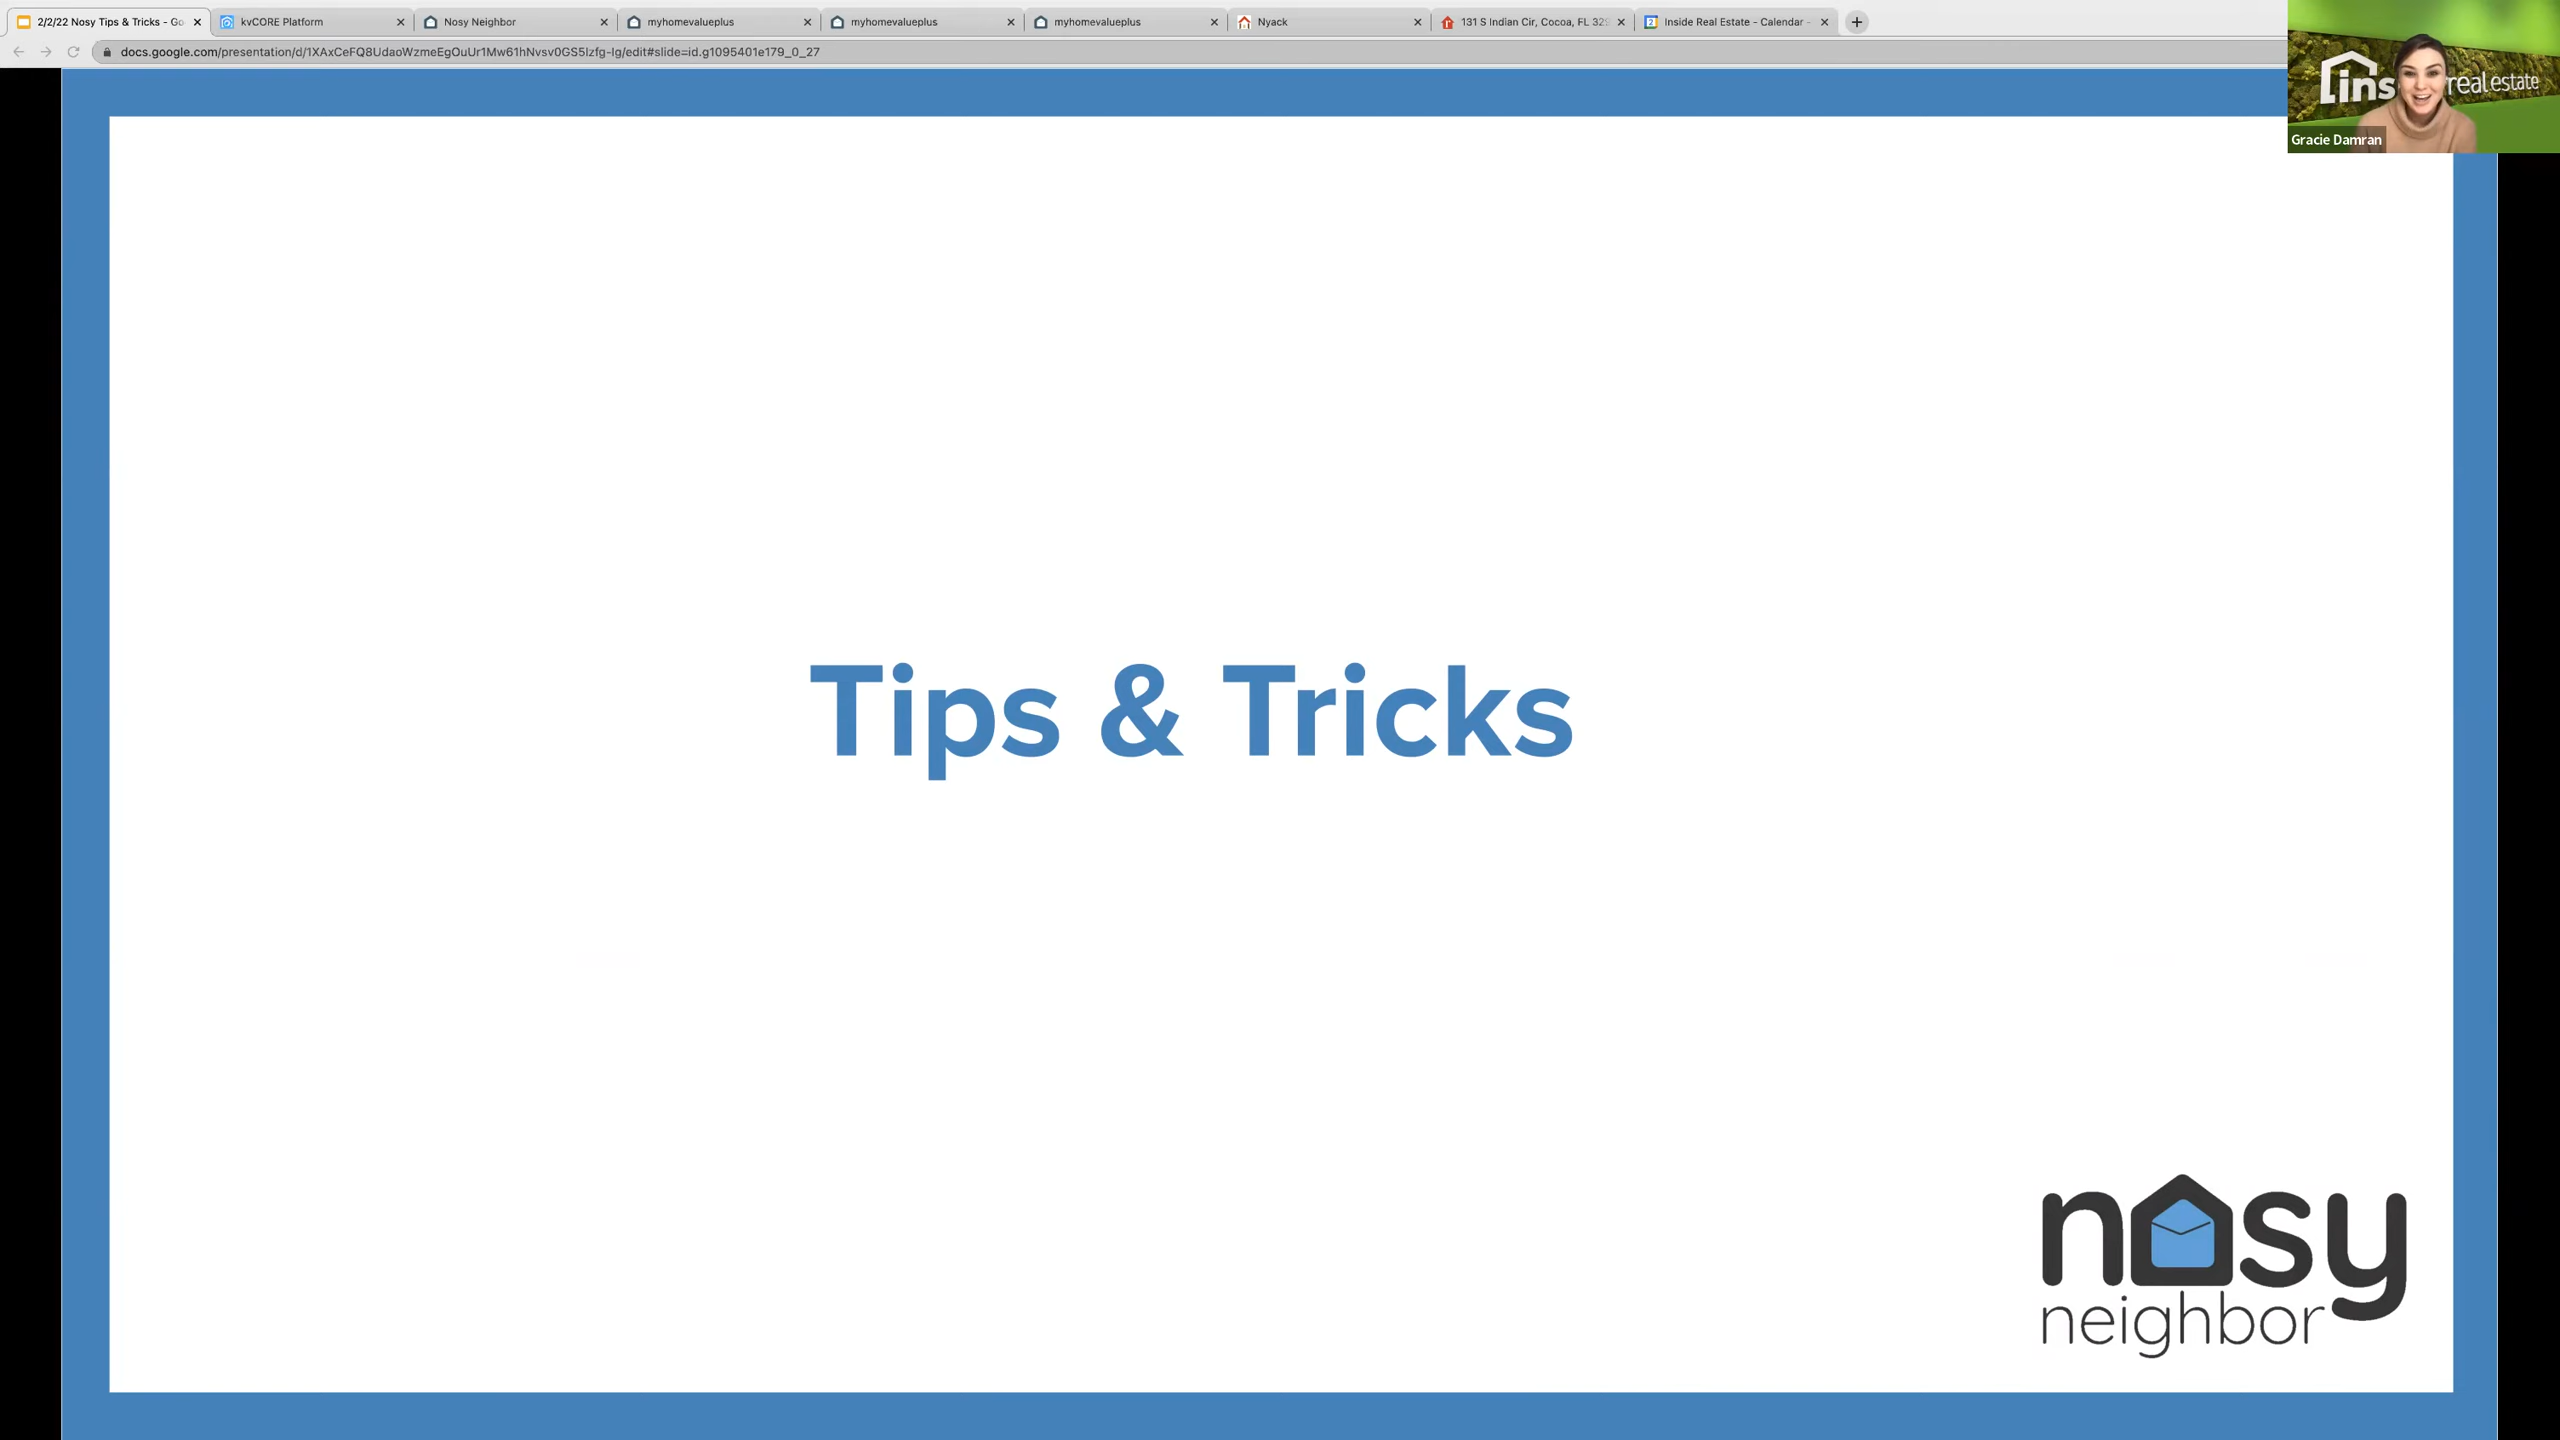 2/2/22 Nosy Tips & Tricks - Go
kvCORE Platform
Nosy Neighbor
myhomevalueplus
myhomevalueplus
myhomevalueplus
Nyack
131 S Indian Cir, Cocoa, FL 329
Inside Real Estate - Calendar -
docs.google.com/presentation/d/1XAxCeFQ8UdaoWzmeEgOuUr1Mw61hNvsv0GS5Izfg-Ig/edit#slide=id.g1095401e179_0_27
ins real estate
Gracie Damran
Tips & Tricks
nosy
neighbor